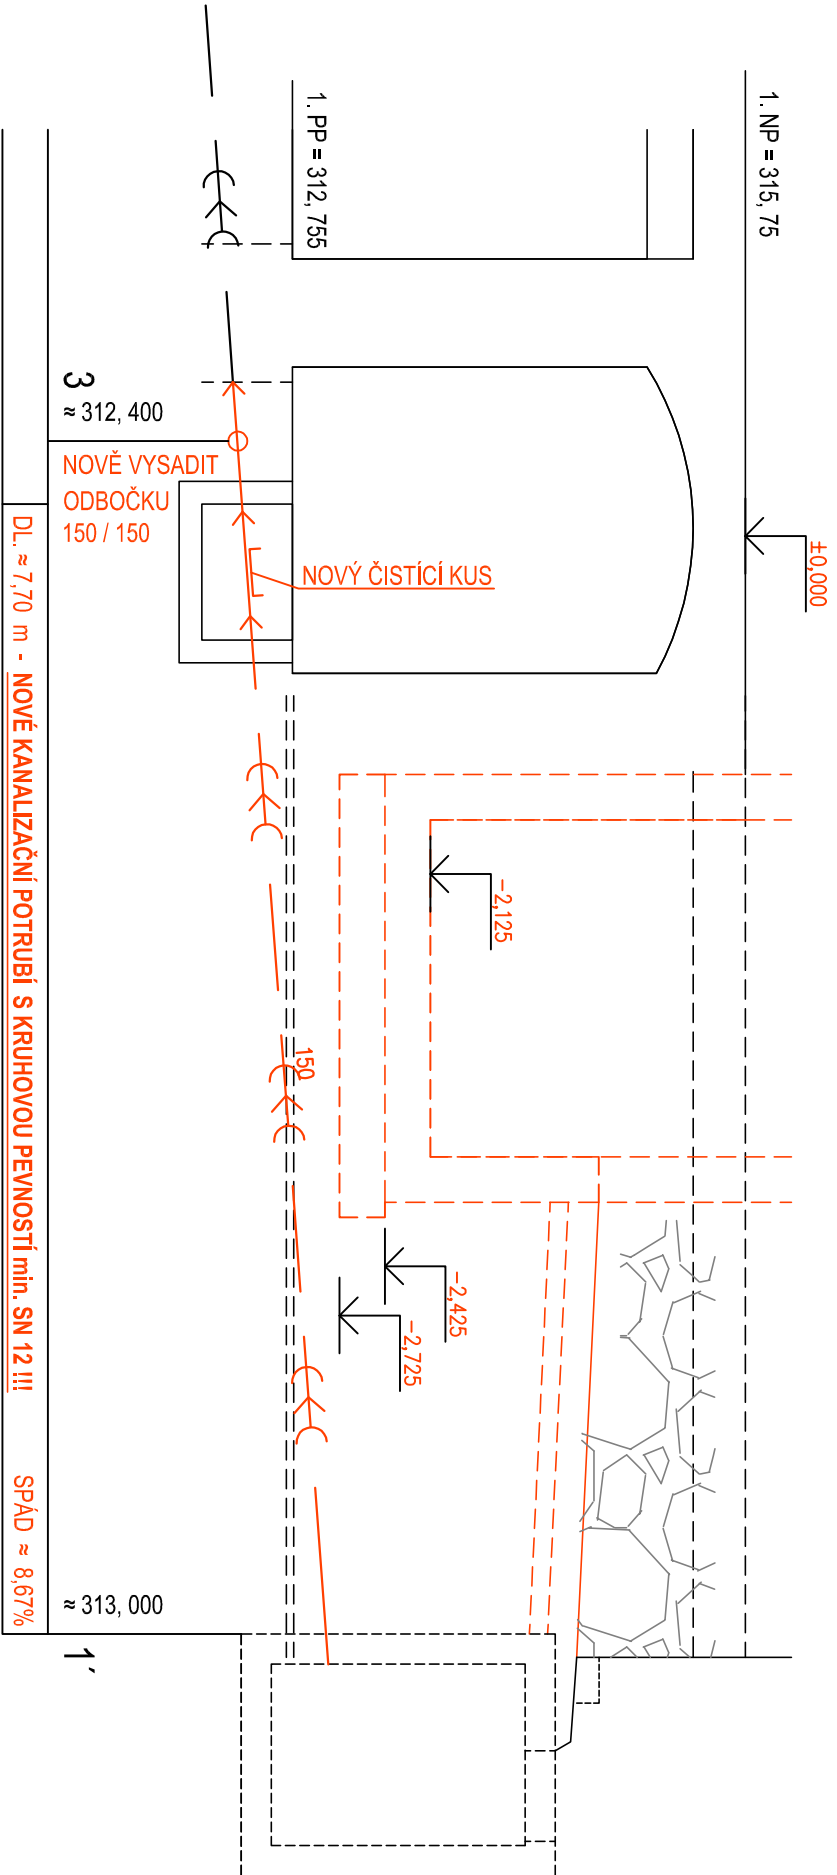 ±0,000
1. NP = 315, 75
1. PP = 312, 755
-2,125
-2,425
-2,725
NOVÝ ČISTÍCÍ KUS
150
3
≈ 312, 400
NOVĚ VYSADIT
ODBOČKU
150 / 150
≈ 313, 000
1'
DL. ≈ 7,70 m - NOVÉ KANALIZAČNÍ POTRUBÍ S KRUHOVOU PEVNOSTÍ min. SN 12 !!!
SPÁD ≈ 8,67%